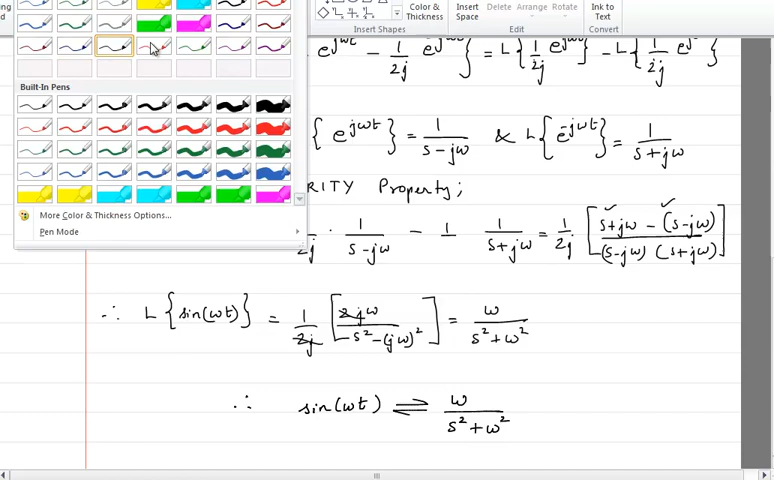 Color & Thickness
Insert Space
Delete
Arrange
Rotate
Ink to Text
Insert Shapes
Edit
Convert
e^jωt - 1/2j e^jωt } = L{ 1/2j e^jωt } - L{ 1/2j e^j
Built-In Pens
{ e^jωt } = 1/(s-jω) & L{ e^-jωt } = 1/(s+jω)
RITY Property;
More Color & Thickness Options...
Pen Mode
1/2j · 1/(s-jω) - 1 1/(s+jω) = 1/2j [ (s+jω - (s-jω))/((s-jω)(s+jω)) ]
∴ L{sin(ωt)} = 1/2j [ 2jω/(s²-(jω)²) ] = ω/(s²+ω²)
∴ sin(ωt) ⇌ ω/(s²+ω²)